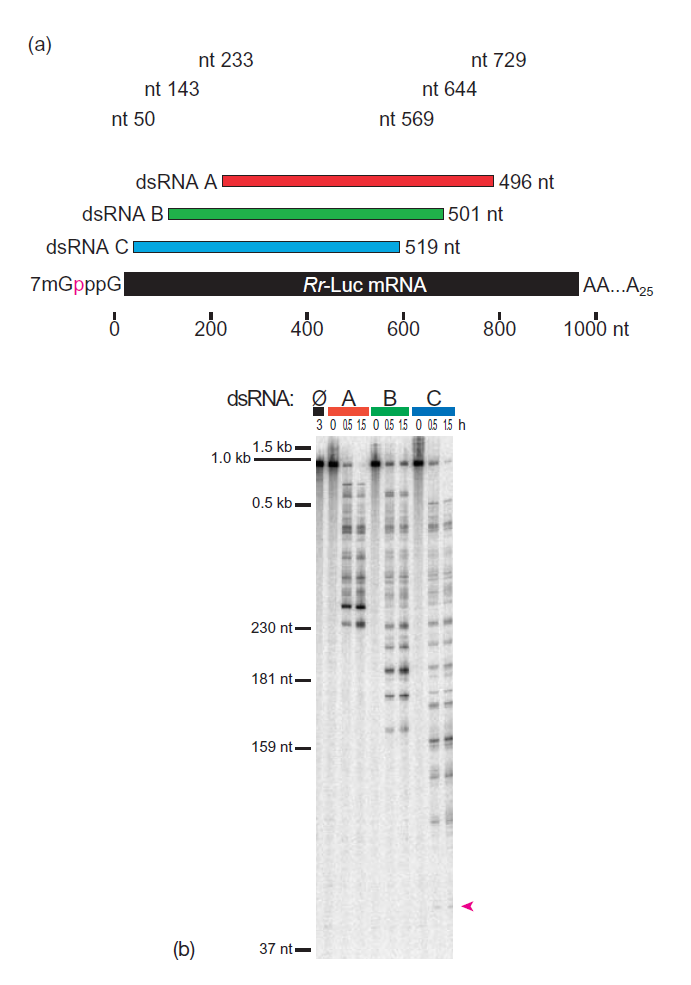 (a)
nt 233 nt 729
nt 143 nt 644
nt 50 nt 569
dsRNA A 496 nt
dsRNA B 501 nt
dsRNA C 519 nt
7mGpppG Rr-Luc mRNA AA...A25
0 200 400 600 800 1000 nt
dsRNA: Ø A B C
3 0 0.5 1.5 0 0.5 1.5 0 0.5 1.5 h
1.5 kb
1.0 kb
0.5 kb
230 nt
181 nt
159 nt
(b)
37 nt